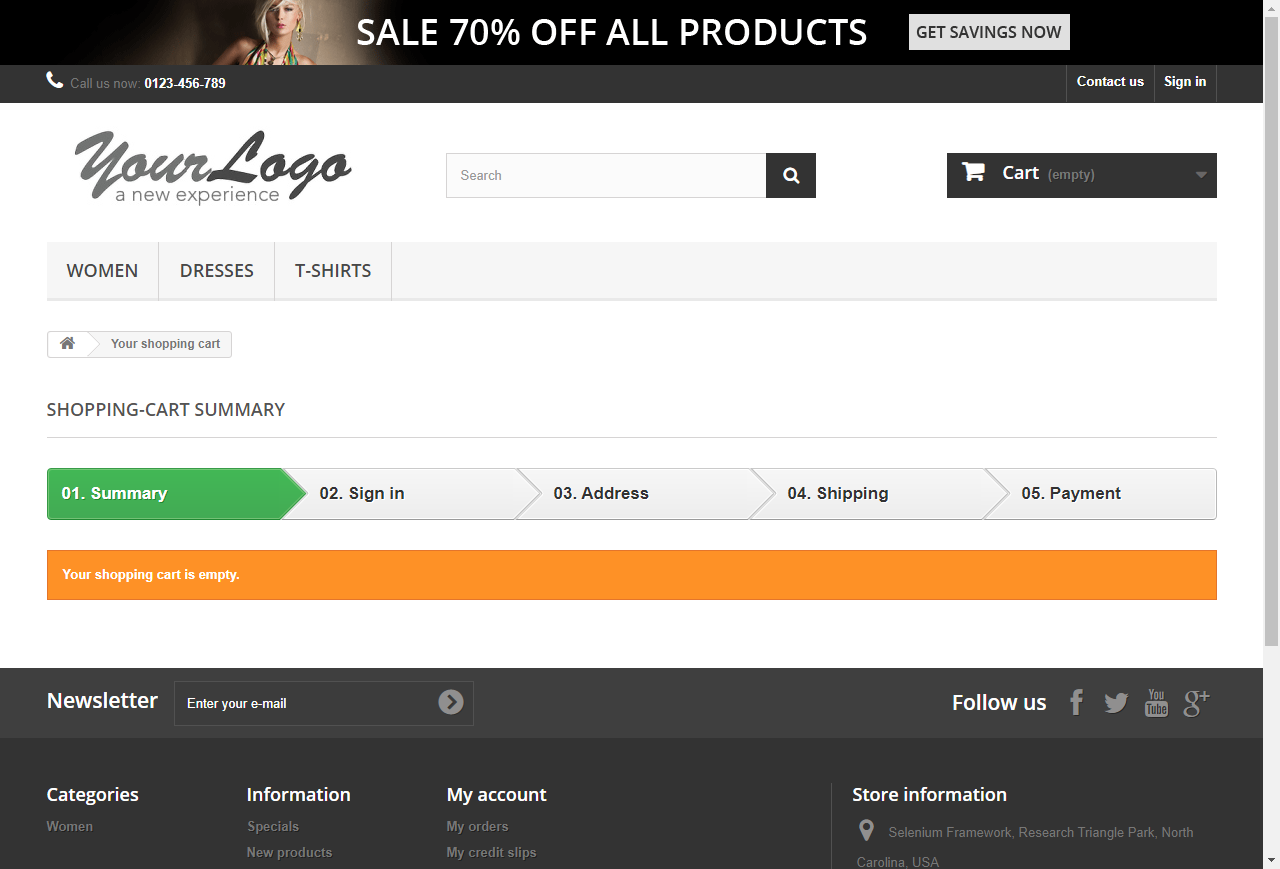 SALE 70% OFF ALL PRODUCTS GET SAVINGS NOW
Call us now: 0123-456-789 Contact us Sign in
YourLogo
a new experience
Search
Cart (empty)
WOMEN DRESSES T-SHIRTS
Your shopping cart
SHOPPING-CART SUMMARY
01. Summary 02. Sign in 03. Address 04. Shipping 05. Payment
Your shopping cart is empty.
Newsletter Enter your e-mail Follow us You Tube g+
Categories Information My account Store information
Women Specials My orders Selenium Framework, Research Triangle Park, North
New products My credit slips Carolina, USA